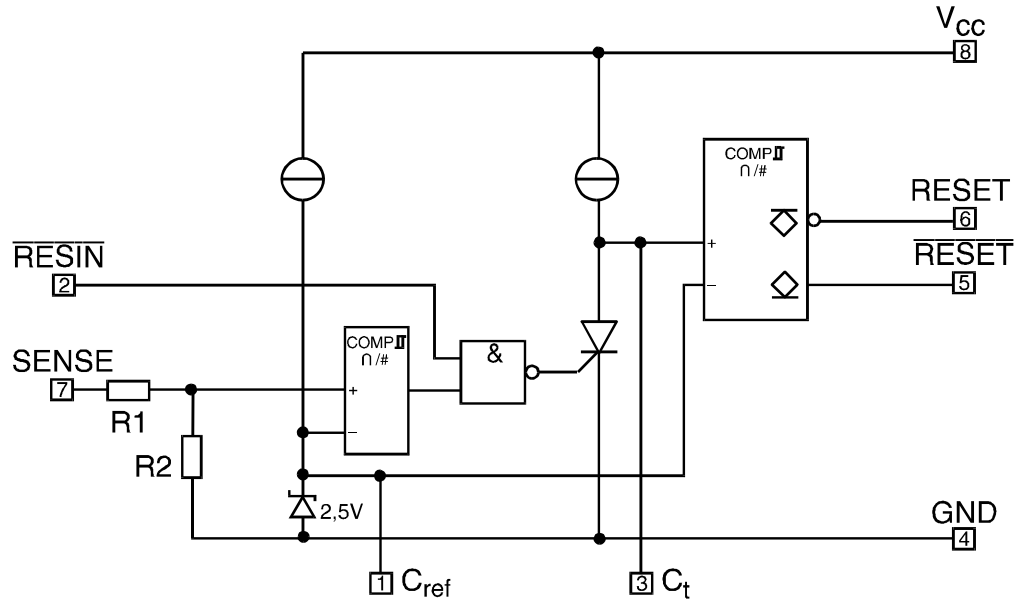 VCC
8
COMP
∩/#
RESET
6
RESET
5
+
−
RESIN
2
SENSE
7
R1
R2
COMP
∩/#
+
−
&
2,5V
GND
4
1 Cref
3 Ct